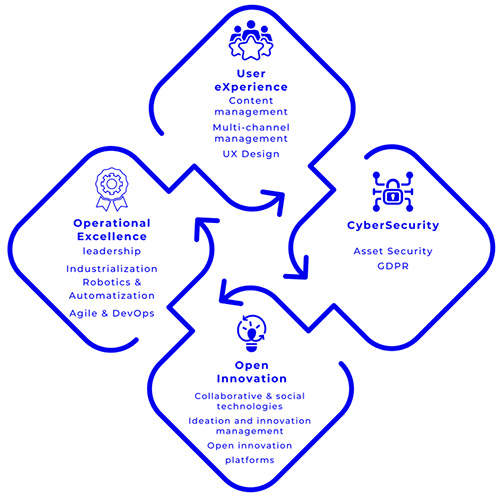 User
eXperience
Content
management
Multi-channel
management
UX Design
Operational
Excellence
leadership
Industrialization
Robotics &
Automatization
Agile & DevOps
CyberSecurity
Asset Security
GDPR
Open
Innovation
Collaborative & social
technologies
Ideation and innovation
management
Open innovation
platforms